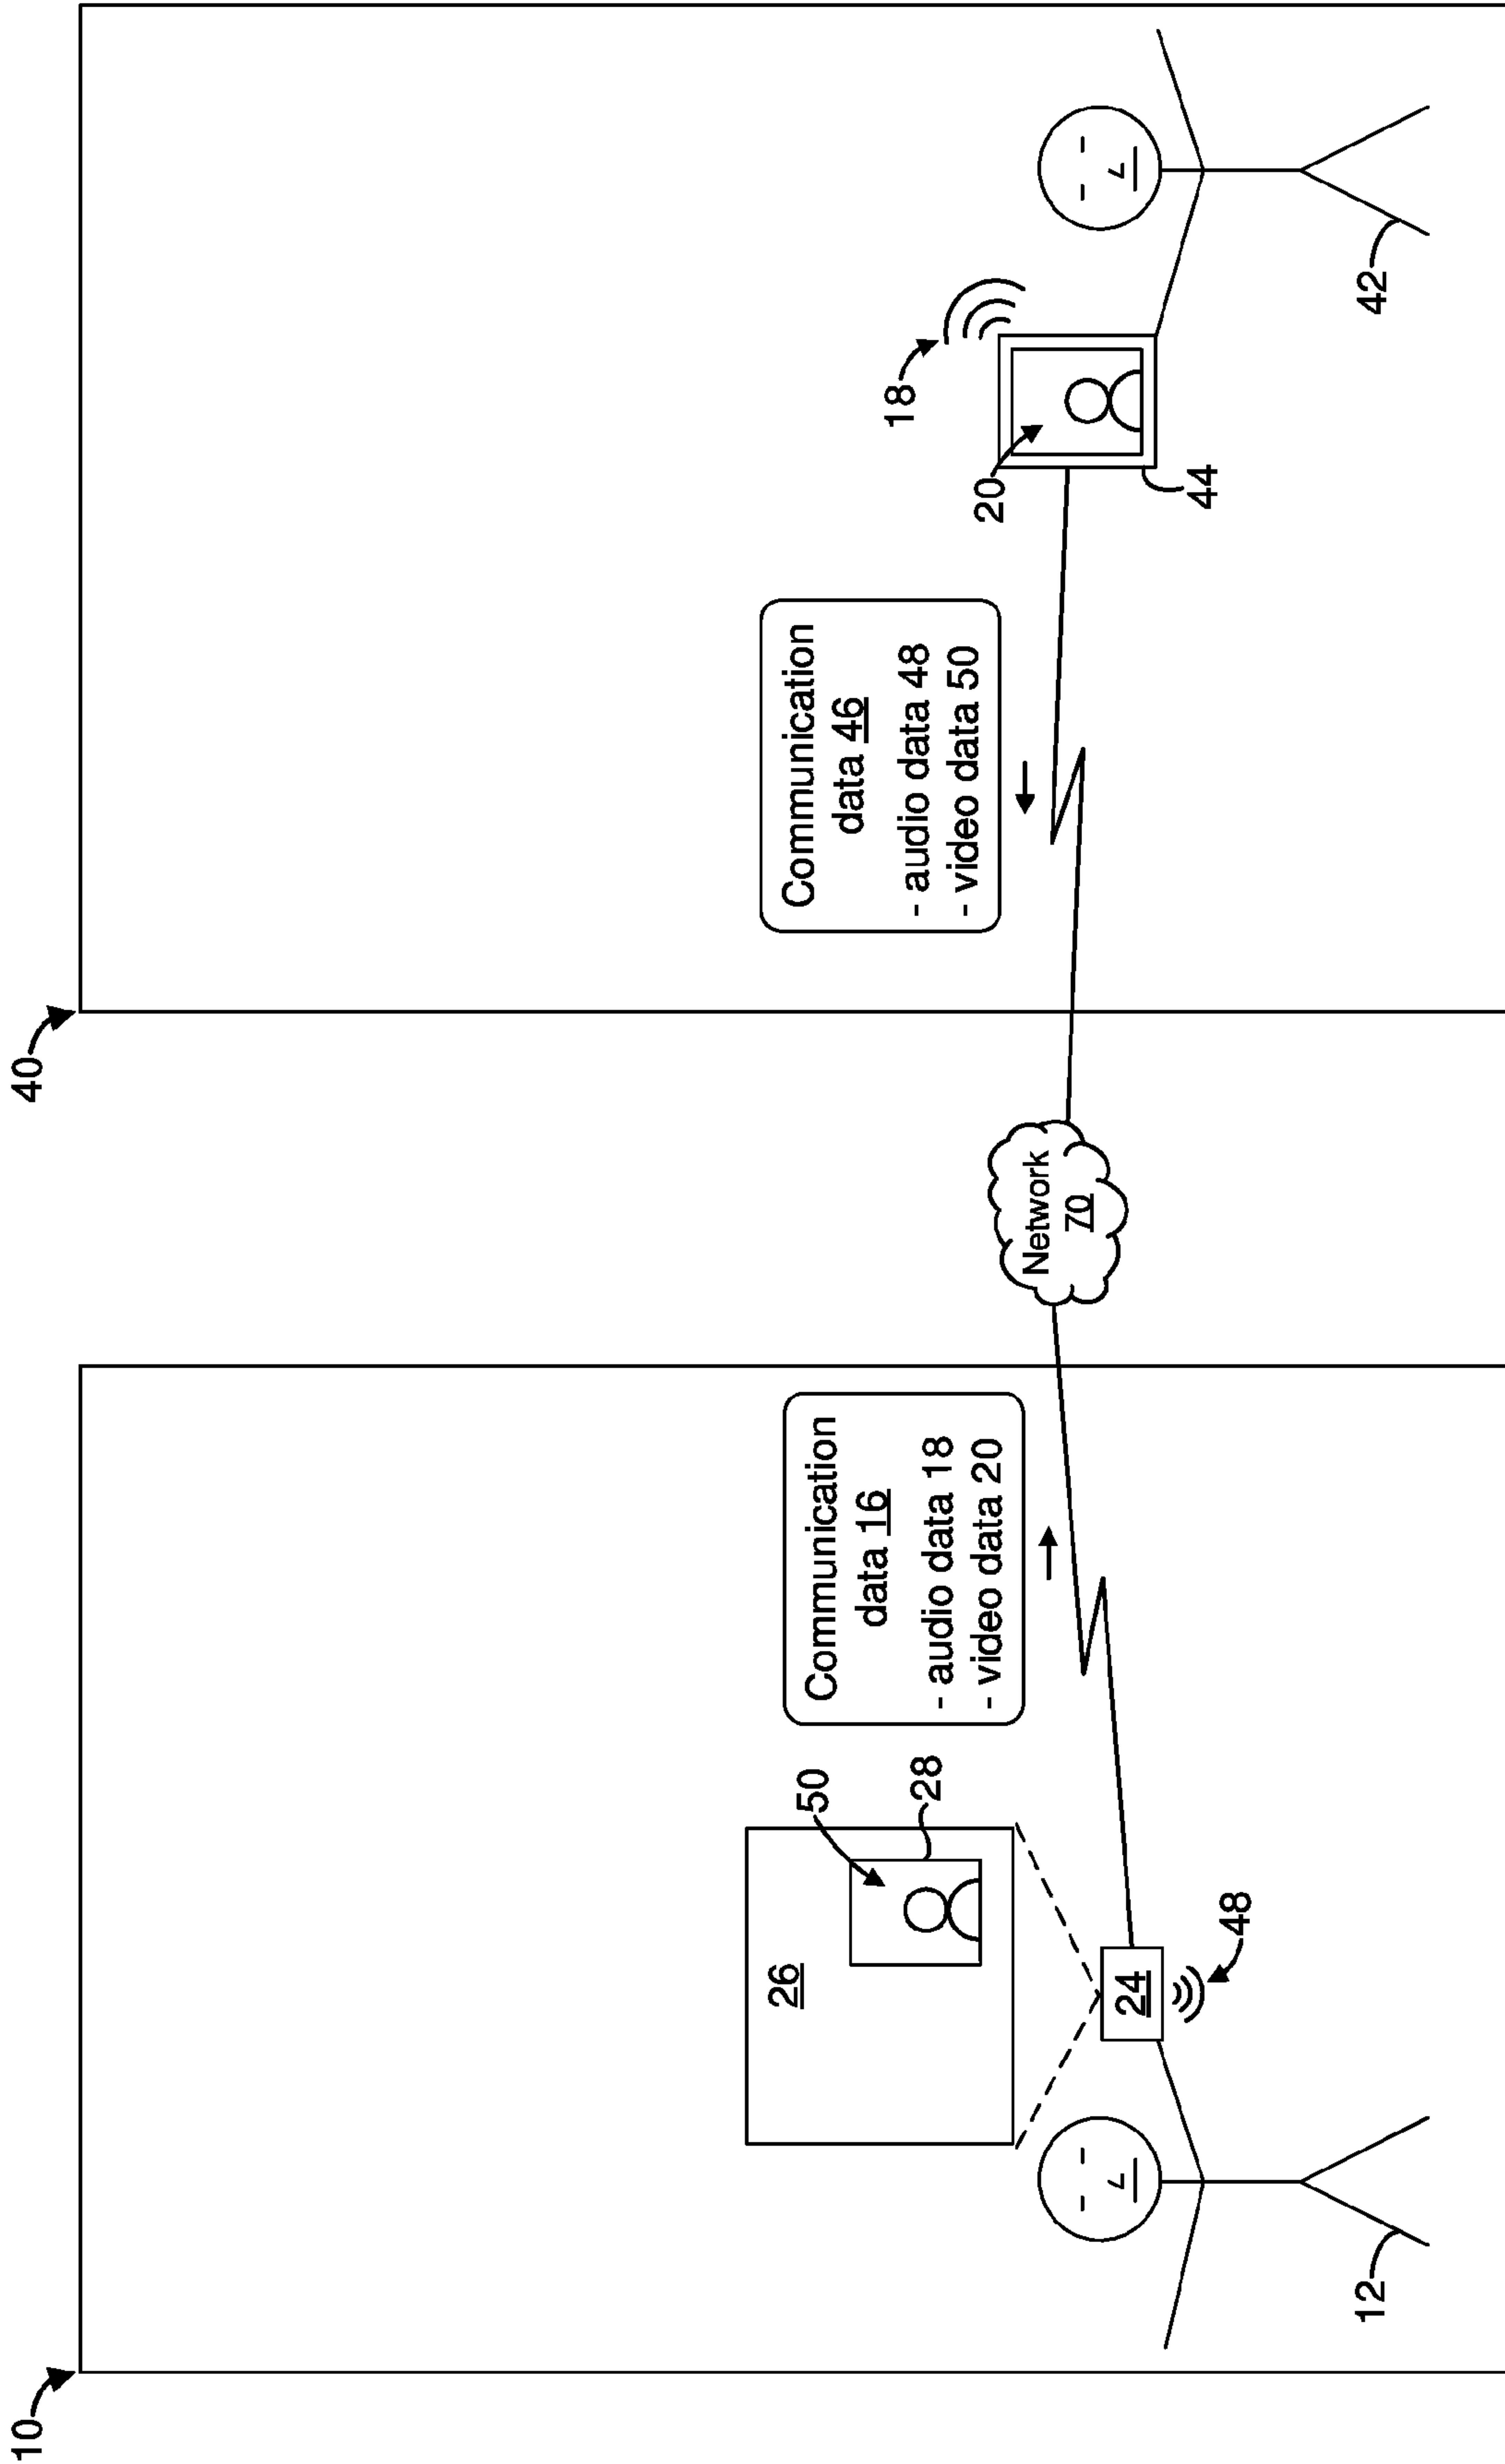 10
40
50
28
26
24
48
12
Communication
data 16
- audio data 18
- video data 20
Network
70
Communication
data 46
- audio data 48
- video data 50
18
20
44
42